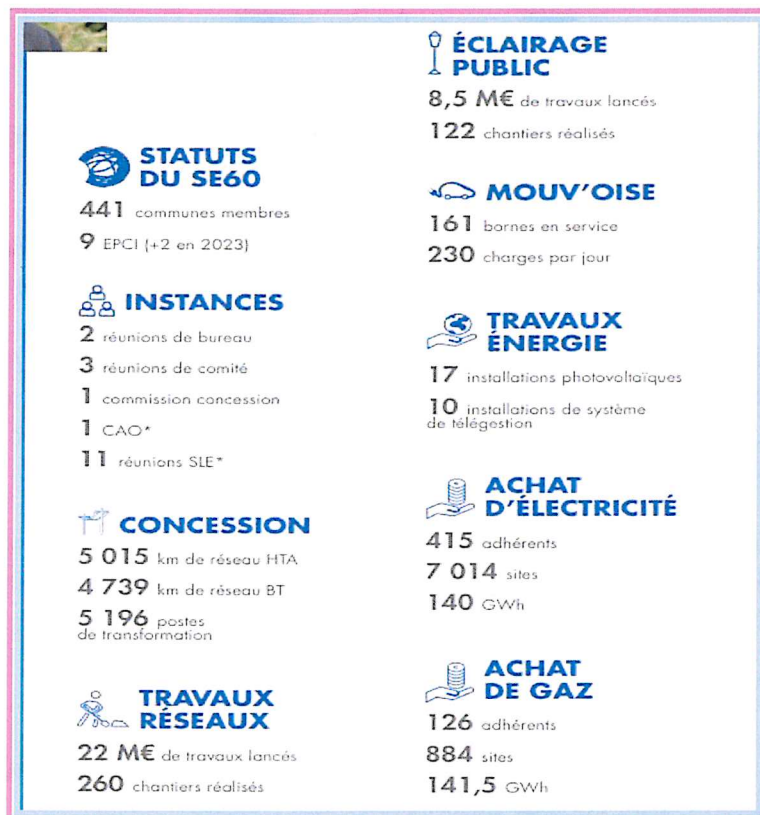 STATUTS
DU SE60
441 communes membres
9 EPCI (+2 en 2023)
INSTANCES
2 réunions de bureau
3 réunions de comité
1 commission concession
1 CAO*
11 réunions SLE*
CONCESSION
5 015 km de réseau HTA
4 739 km de réseau BT
5 196 postes
de transformation
TRAVAUX
RÉSEAUX
22 M€ de travaux lancés
260 chantiers réalisés
ÉCLAIRAGE
PUBLIC
8,5 M€ de travaux lancés
122 chantiers réalisés
MOUV'OISE
161 bornes en service
230 charges par jour
TRAVAUX
ÉNERGIE
17 installations photovoltaïques
10 installations de système
de télégestion
ACHAT
D'ÉLECTRICITÉ
415 adhérents
7 014 sites
140 GWh
ACHAT
DE GAZ
126 adhérents
884 sites
141,5 GWh